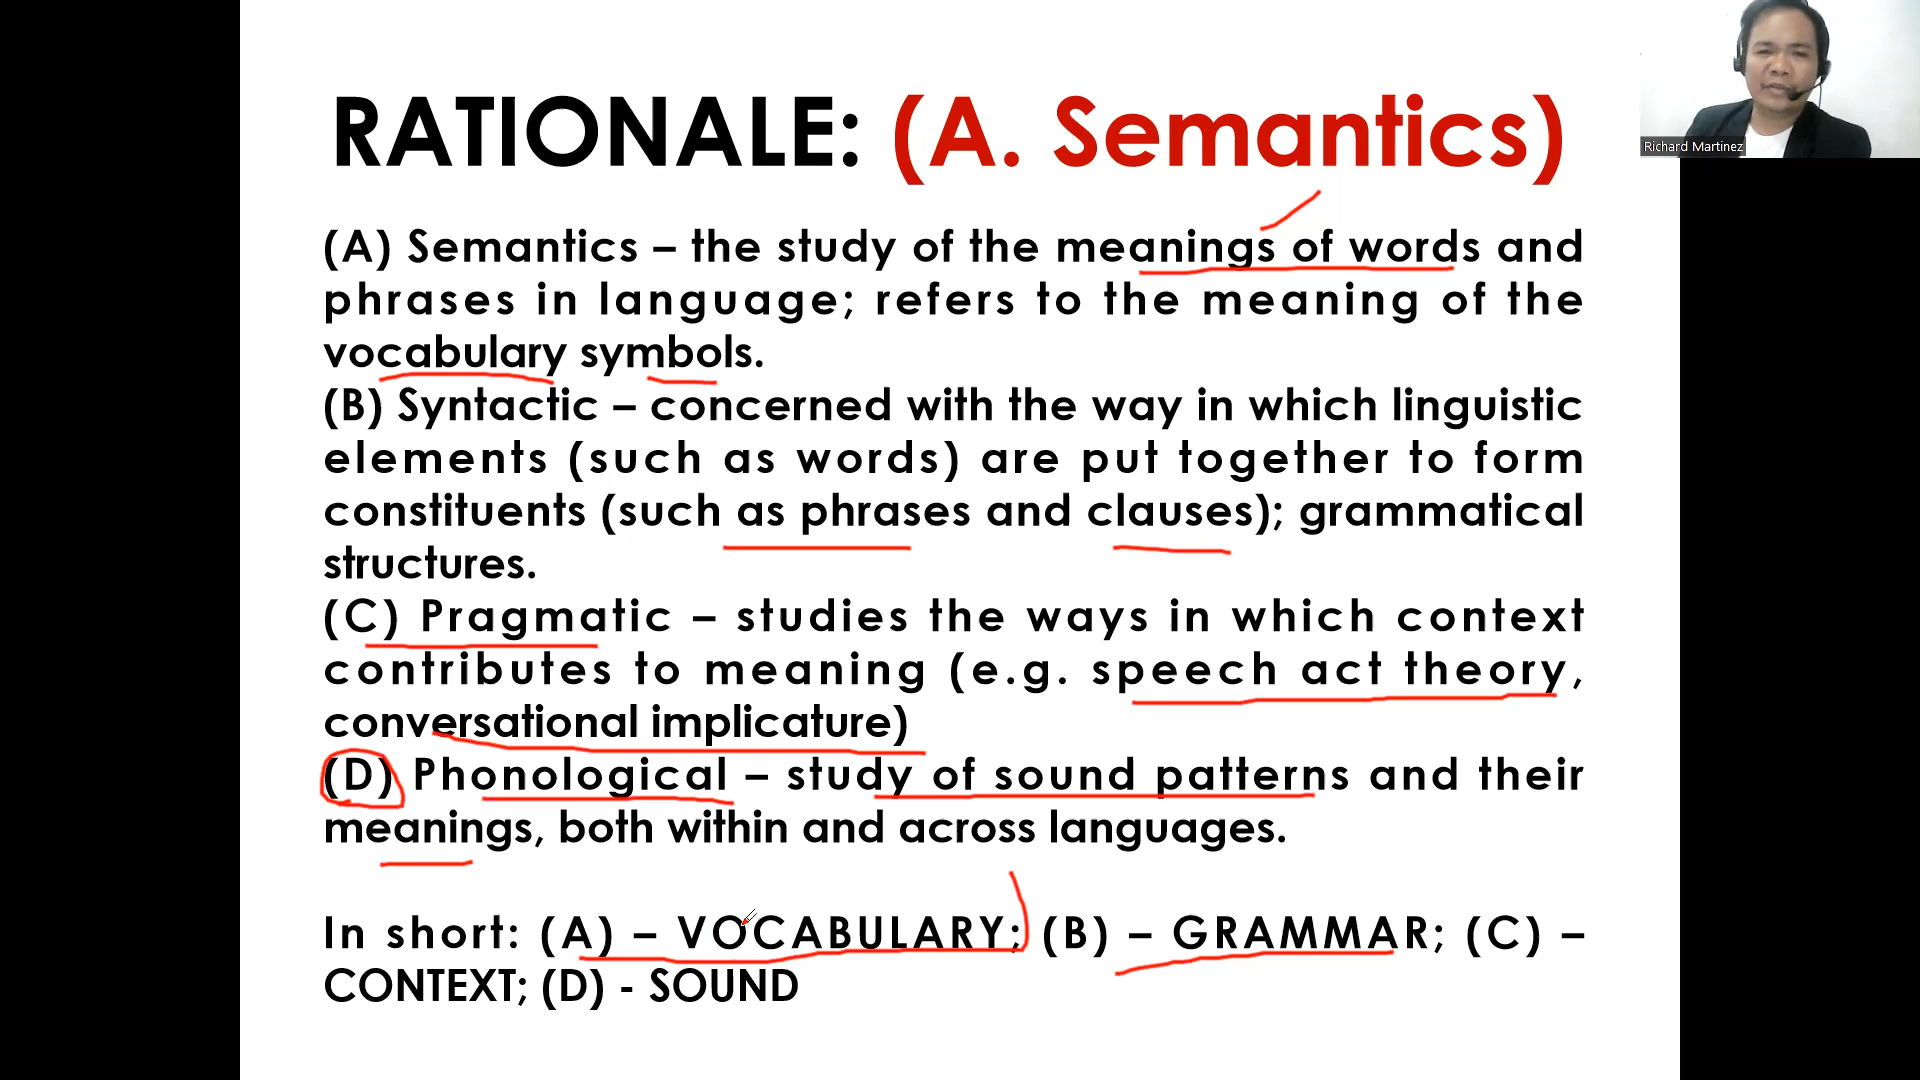 RATIONALE: (A. Semantics)
Richard Martinez
(A) Semantics – the study of the meanings of words and
phrases in language; refers to the meaning of the
vocabulary symbols.
(B) Syntactic – concerned with the way in which linguistic
elements (such as words) are put together to form
constituents (such as phrases and clauses); grammatical
structures.
(C) Pragmatic – studies the ways in which context
contributes to meaning (e.g. speech act theory,
conversational implicature)
(D) Phonological – study of sound patterns and their
meanings, both within and across languages.
In short: (A) – VOCABULARY; (B) – GRAMMAR; (C) –
CONTEXT; (D) - SOUND